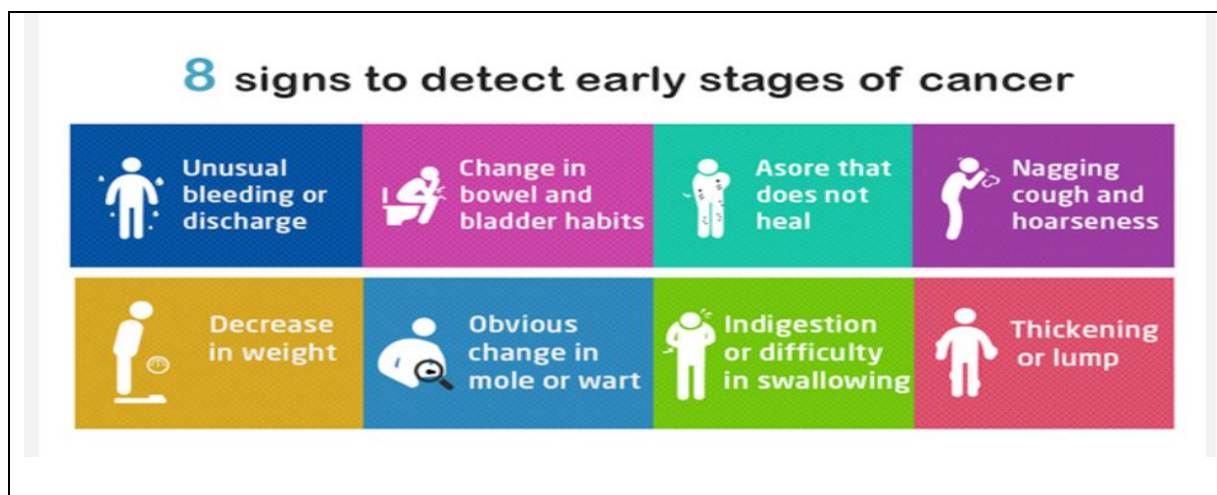 8 signs to detect early stages of cancer
Unusual
bleeding or
discharge
Change in
bowel and
bladder habits
Asore that
does not
heal
Nagging
cough and
hoarseness
Decrease
in weight
Obvious
change in
mole or wart
Indigestion
or difficulty
in swallowing
Thickening
or lump